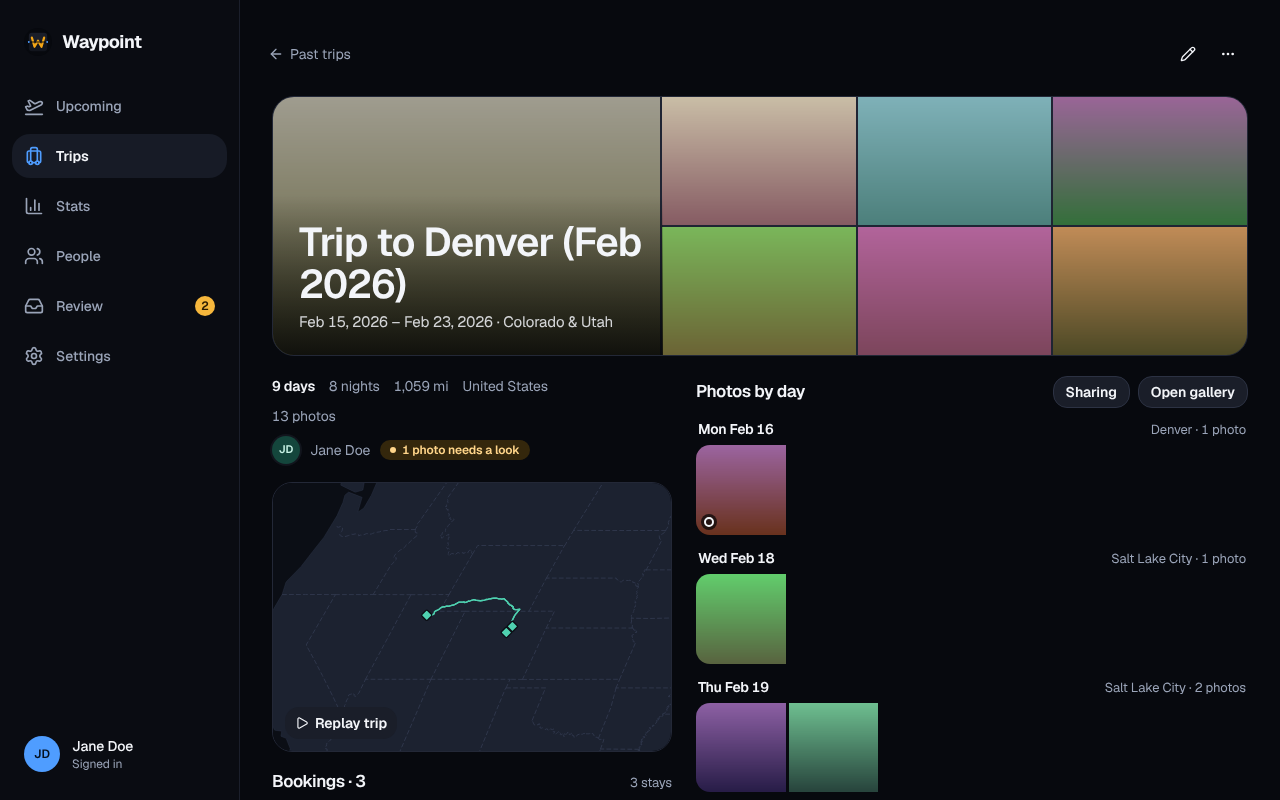 Waypoint
Upcoming
Trips
Stats
People
Review 2
Settings
JD Jane Doe
Signed in
Past trips
Trip to Denver (Feb
2026)
Feb 15, 2026 – Feb 23, 2026 · Colorado & Utah
9 days 8 nights 1,059 mi United States
13 photos
JD Jane Doe 1 photo needs a look
Replay trip
Bookings · 3 3 stays
Photos by day Sharing Open gallery
Mon Feb 16 Denver · 1 photo
Wed Feb 18 Salt Lake City · 1 photo
Thu Feb 19 Salt Lake City · 2 photos